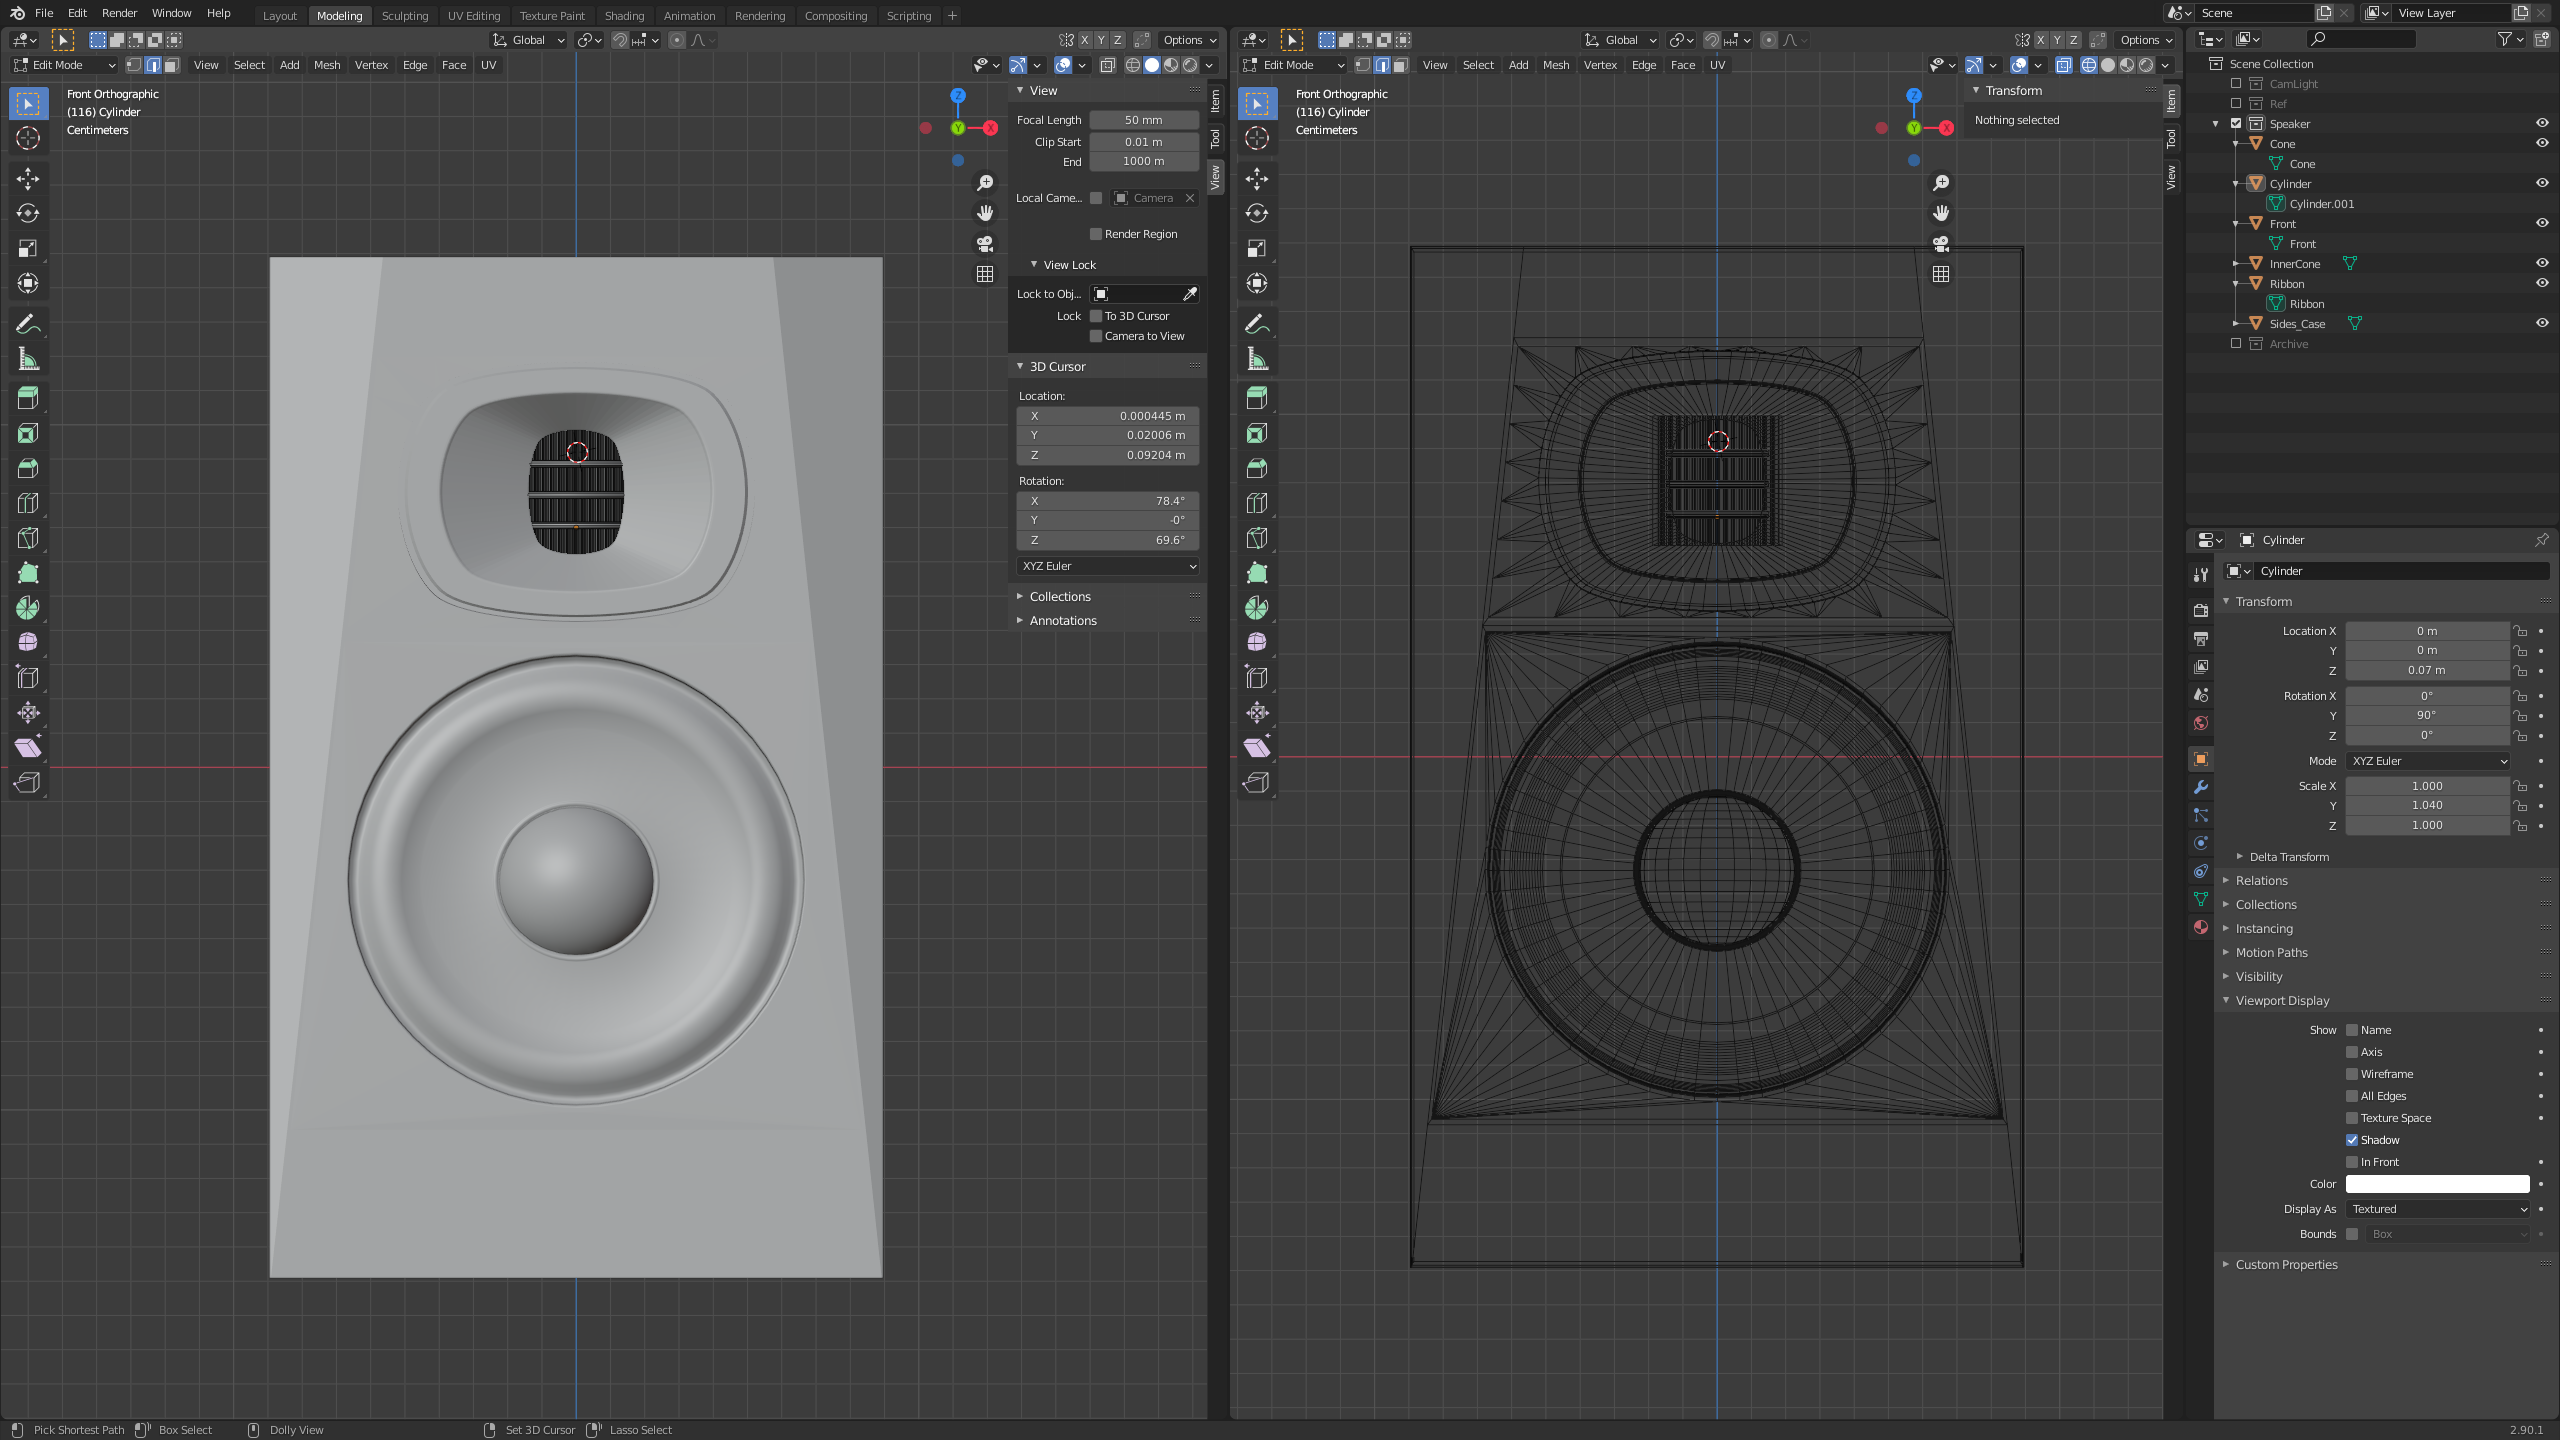 File Edit Render Window Help Layout Modeling Sculpting UV Editing Texture Paint Shading Animation Rendering Compositing Scripting + Scene View Layer
Global X Y Z Options
Edit Mode View Select Add Mesh Vertex Edge Face UV
Front Orthographic
(116) Cylinder
Centimeters
Z
Y
X
View
Focal Length 50 mm
Clip Start 0.01 m
End 1000 m
Local Came... Camera
Render Region
View Lock
Lock to Obj...
Lock To 3D Cursor
Camera to View
3D Cursor
Location:
X 0.000445 m
Y 0.02006 m
Z 0.09204 m
Rotation:
X 78.4°
Y -0°
Z 69.6°
XYZ Euler
Collections
Annotations
Item
Tool
View
Global X Y Z Options
Edit Mode View Select Add Mesh Vertex Edge Face UV
Front Orthographic
(116) Cylinder
Centimeters
Z
Y
X
Transform
Nothing selected
Item
Tool
View
Scene Collection
CamLight
Ref
Speaker
Cone
Cone
Cylinder
Cylinder.001
Front
Front
InnerCone
Ribbon
Ribbon
Sides_Case
Archive
Cylinder
Cylinder
Transform
Location X 0 m
Y 0 m
Z 0.07 m
Rotation X 0°
Y 90°
Z 0°
Mode XYZ Euler
Scale X 1.000
Y 1.040
Z 1.000
Delta Transform
Relations
Collections
Instancing
Motion Paths
Visibility
Viewport Display
Show Name
Axis
Wireframe
All Edges
Texture Space
Shadow
In Front
Color
Display As Textured
Bounds Box
Custom Properties
Pick Shortest Path Box Select Dolly View Set 3D Cursor Lasso Select 2.90.1